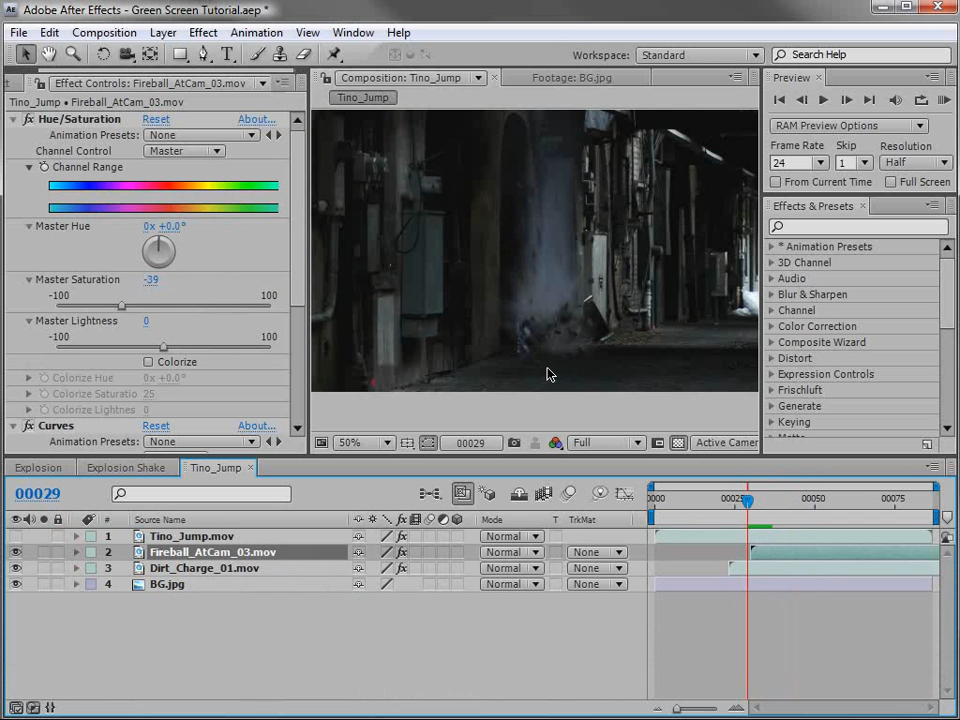 Adobe After Effects - Green Screen Tutorial.aep *
File Edit Composition Layer Effect Animation View Window Help
Workspace: Standard Search Help
Effect Controls: Fireball_AtCam_03.mov
Composition: Tino_Jump Footage: BG.jpg
Preview
Tino_Jump • Fireball_AtCam_03.mov
Tino_Jump
Hue/Saturation Reset About...
Animation Presets: None
Channel Control: Master
Channel Range
Master Hue 0x +0.0°
Master Saturation -39
-100 100
Master Lightness 0
-100 100
Colorize
Colorize Hue 0x +0.0°
Colorize Saturatio 25
Colorize Lightnes 0
Curves Reset About...
Animation Presets: None
RAM Preview Options
Frame Rate Skip Resolution
24 1 Half
From Current Time Full Screen
Effects & Presets
* Animation Presets
3D Channel
Audio
Blur & Sharpen
Channel
Color Correction
Composite Wizard
Distort
Expression Controls
Frischluft
Generate
Keying
50% 00029 Full Active Camer
Explosion Explosion Shake Tino_Jump
00029
0000 00025 00050 00075
# Source Name Mode T TrkMat
1 Tino_Jump.mov Normal
2 Fireball_AtCam_03.mov Normal None
3 Dirt_Charge_01.mov Normal None
4 BG.jpg Normal None